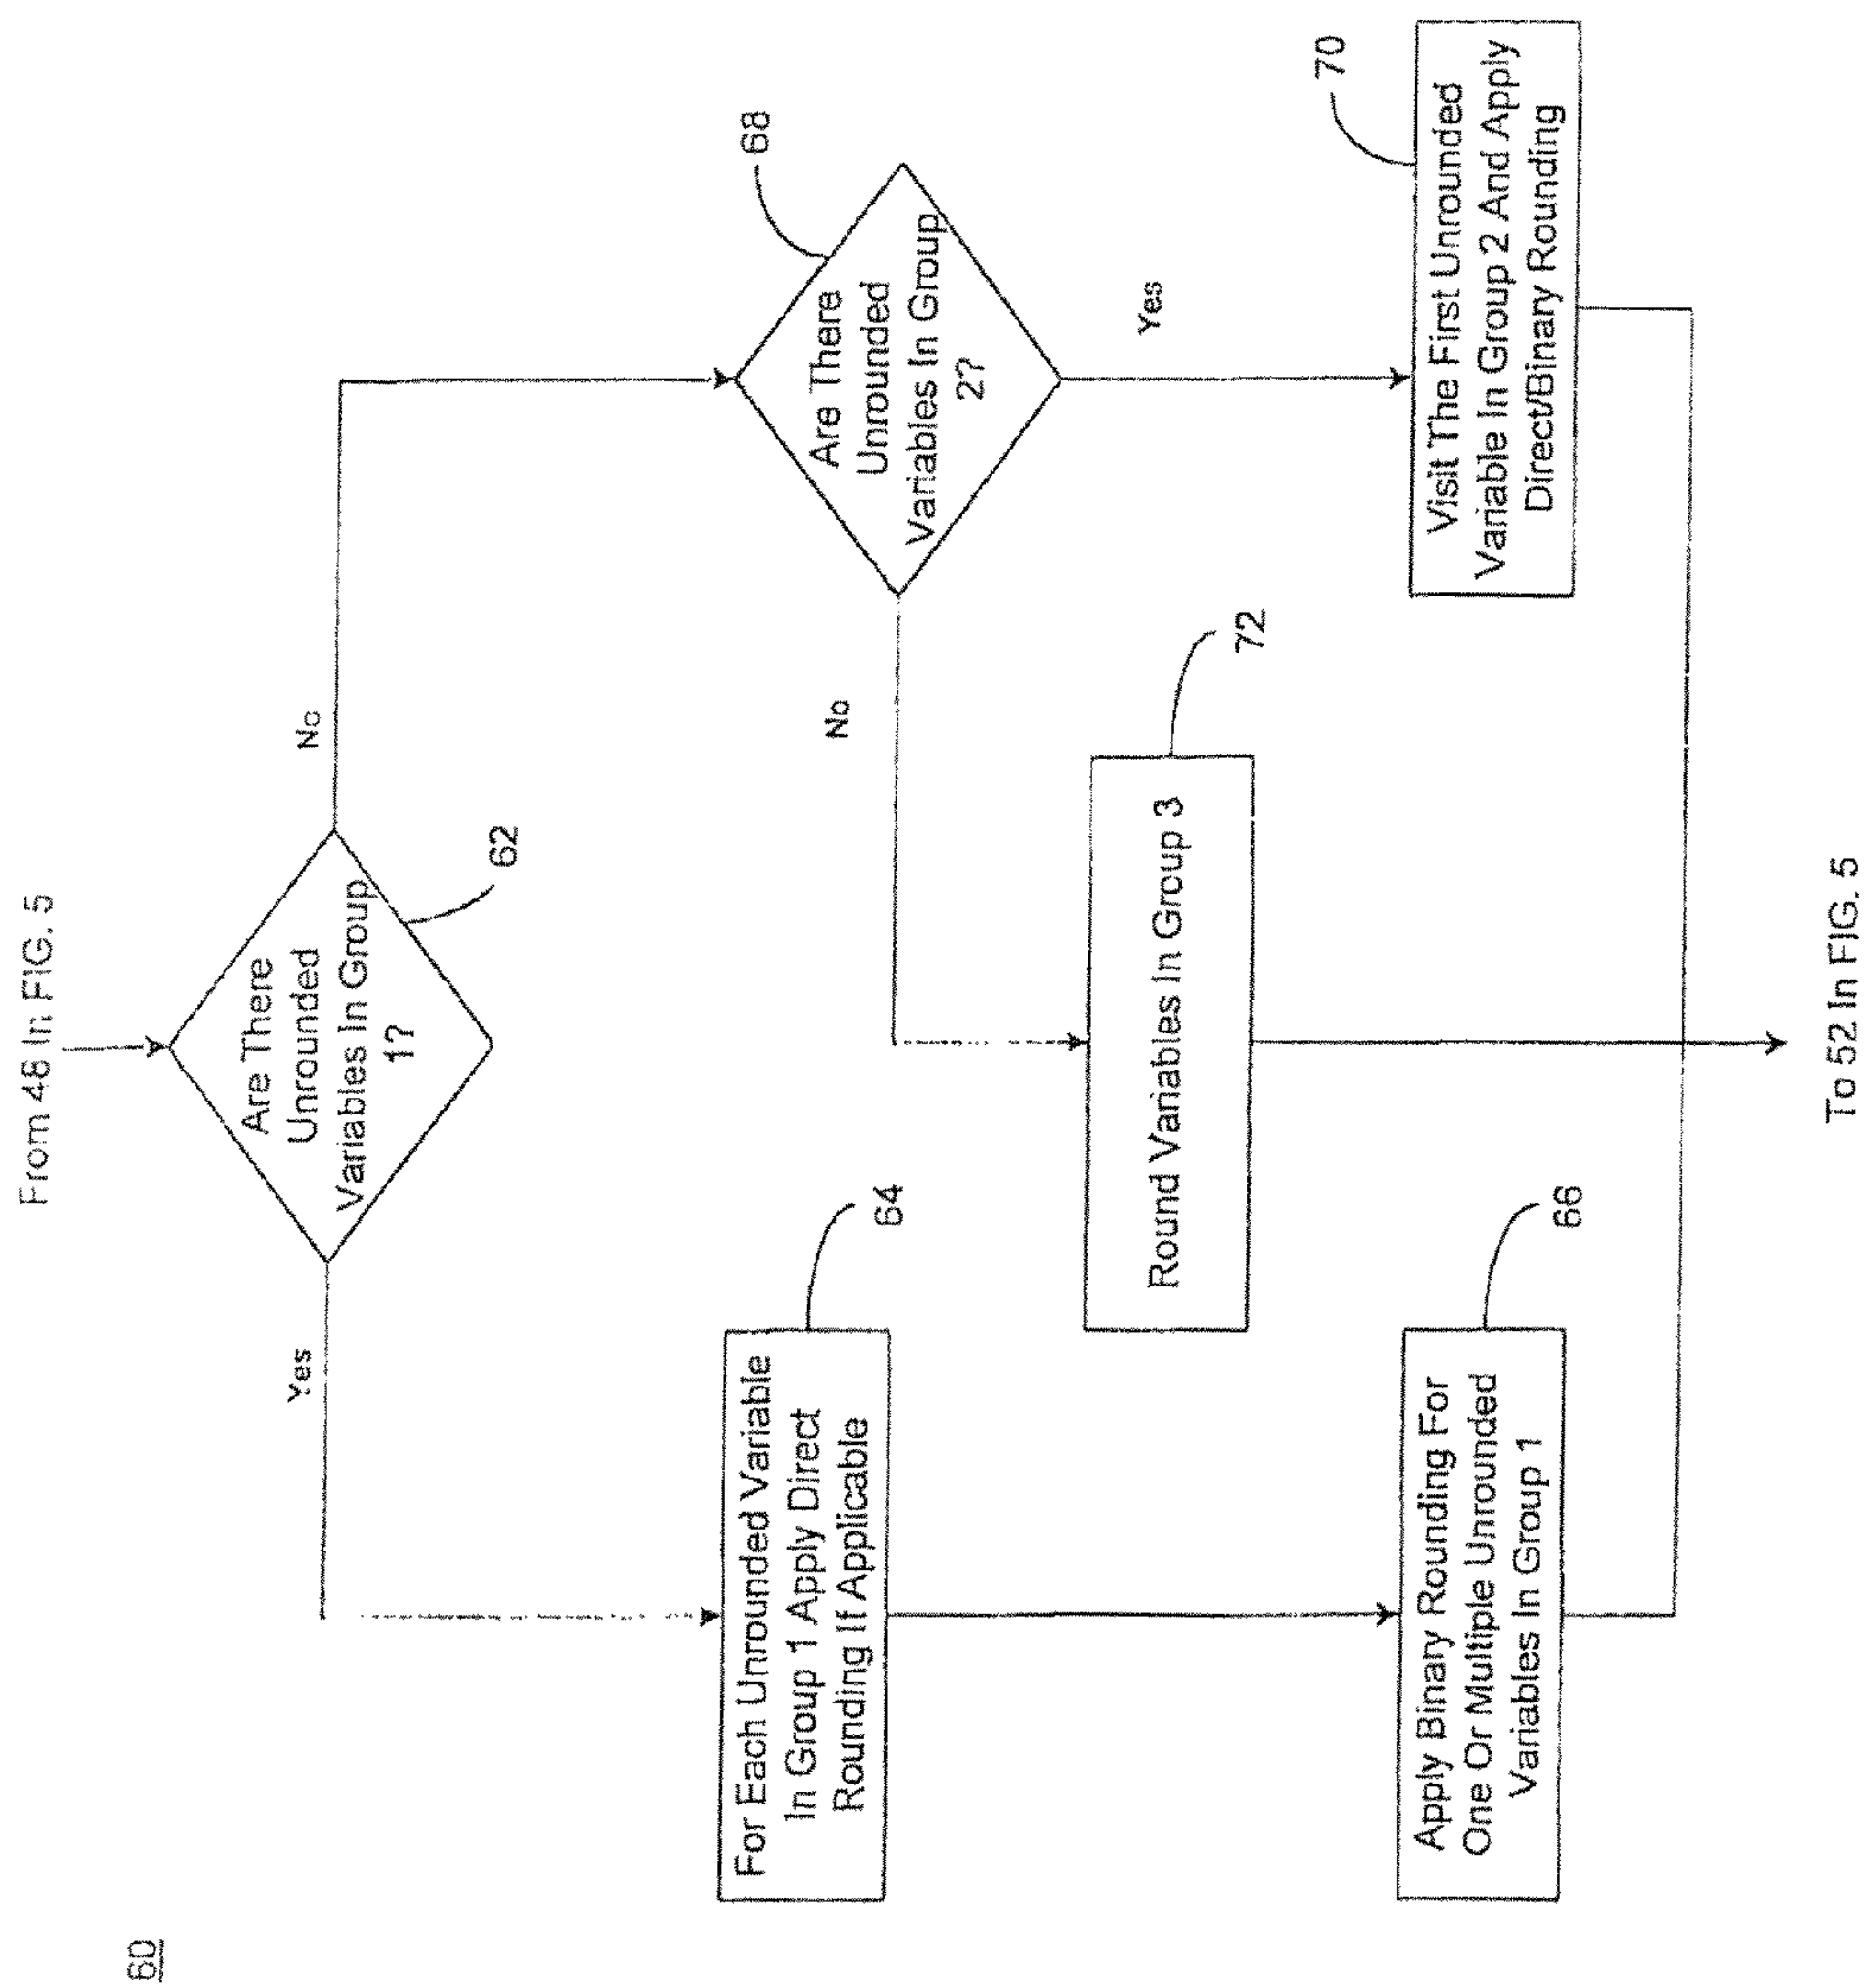 60
From 48 In FIG. 5
Are There
Unrounded
Variables In Group
1?
62
Yes
No
For Each Unrounded Variable
In Group 1 Apply Direct
Rounding If Applicable
64
Are There
Unrounded
Variables In Group
2?
68
No
Yes
Round Variables In Group 3
72
Apply Binary Rounding For
One Or Multiple Unrounded
Variables In Group 1
66
Visit The First Unrounded
Variable In Group 2 And Apply
Direct/Binary Rounding
70
To 52 In FIG. 5